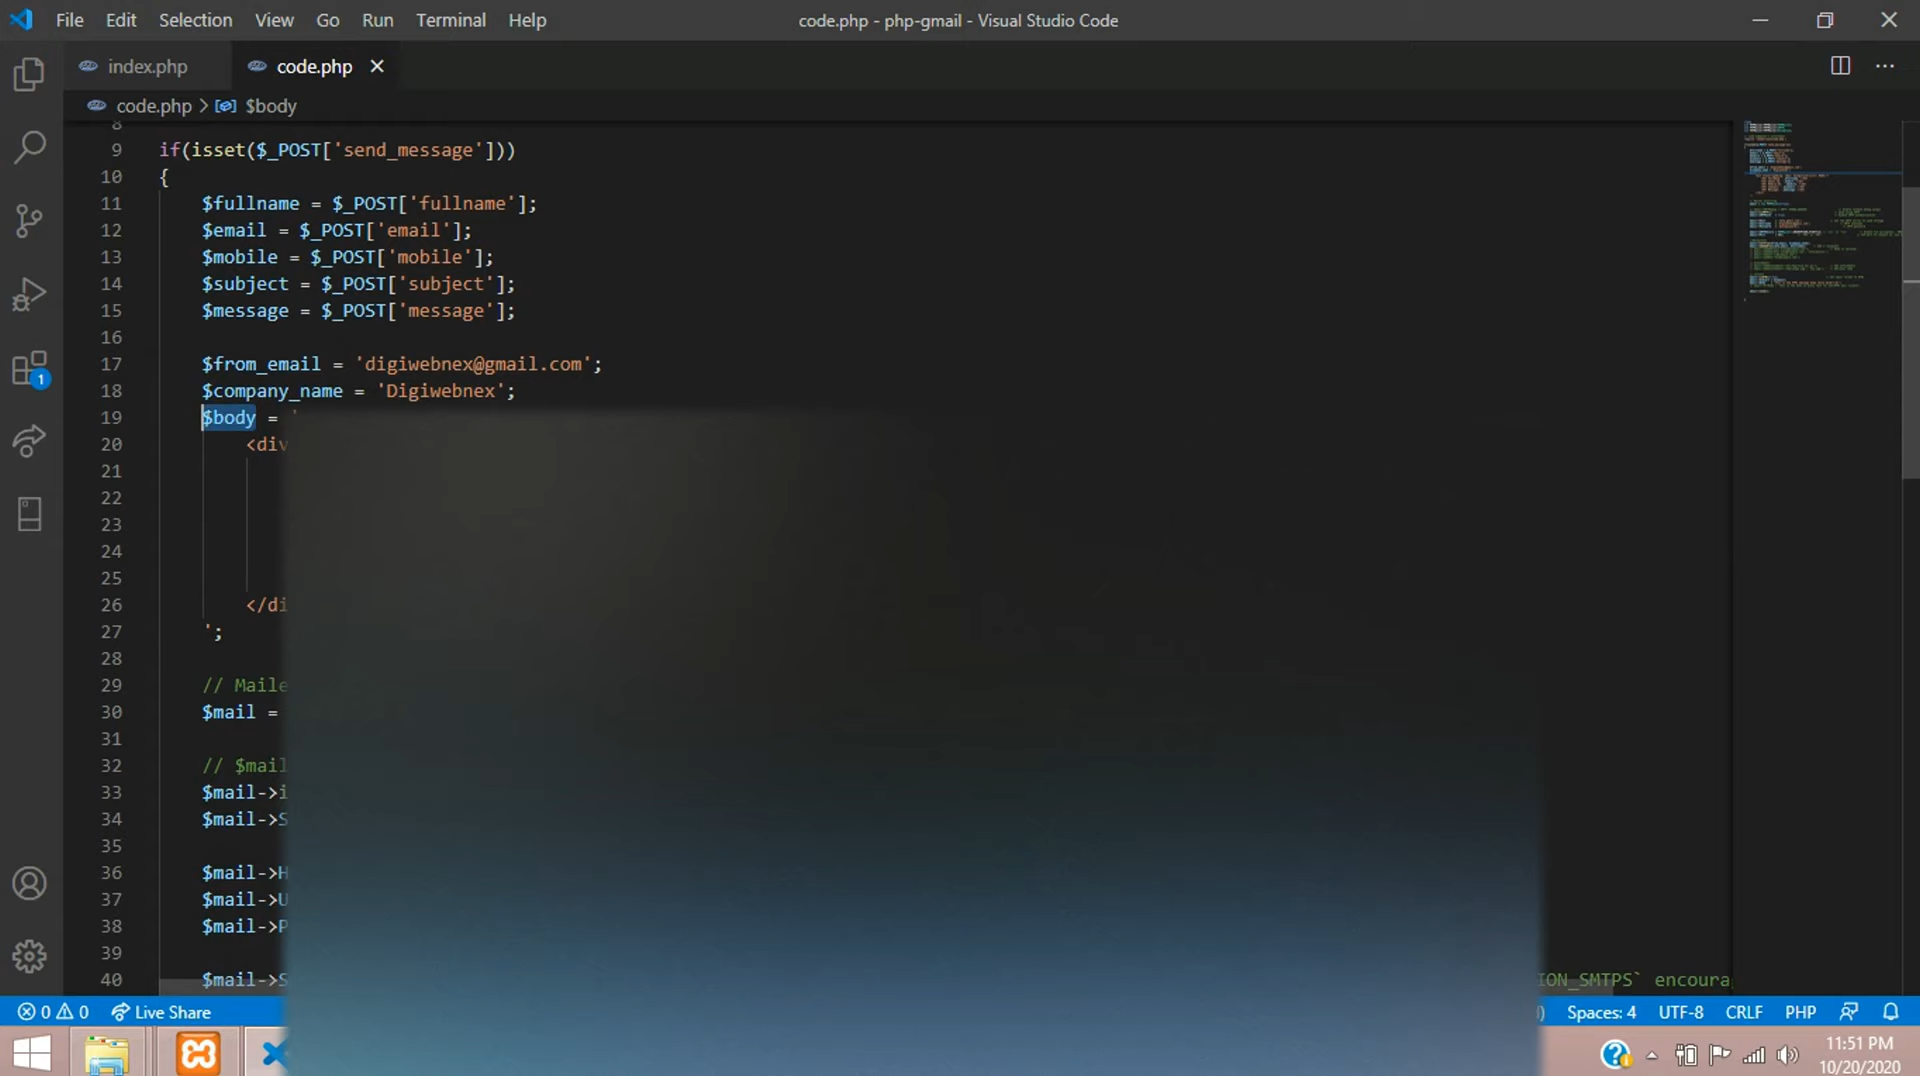 File Edit Selection View Go Run Terminal Help
code.php - php-gmail - Visual Studio Code
index.php
code.php
code.php > $body
8
9 if(isset($_POST['send_message']))
10 {
11 $fullname = $_POST['fullname'];
12 $email = $_POST['email'];
13 $mobile = $_POST['mobile'];
14 $subject = $_POST['subject'];
15 $message = $_POST['message'];
16
17 $from_email = 'digiwebnex@gmail.com';
18 $company_name = 'Digiwebnex';
19 $body = '
20 <div
21
22
23
24
25
26 </di
27 ';
28
29 // Maile
30 $mail =
31
32 // $mail
33 $mail->i
34 $mail->S
35
36 $mail->H
37 $mail->U
38 $mail->P
39
40 $mail->S ION_SMTPS` encoura
1
0 0 Live Share Spaces: 4 UTF-8 CRLF PHP
11:51 PM
10/20/2020